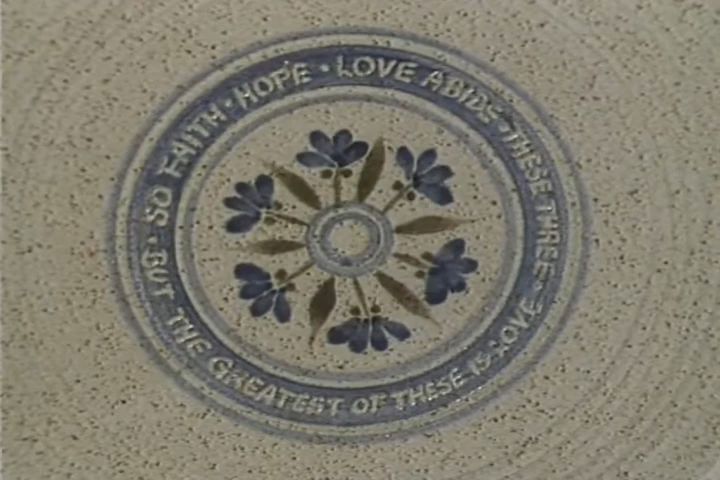 SO FAITH · HOPE · LOVE ABIDE · THESE THREE ·
BUT THE GREATEST OF THESE IS LOVE